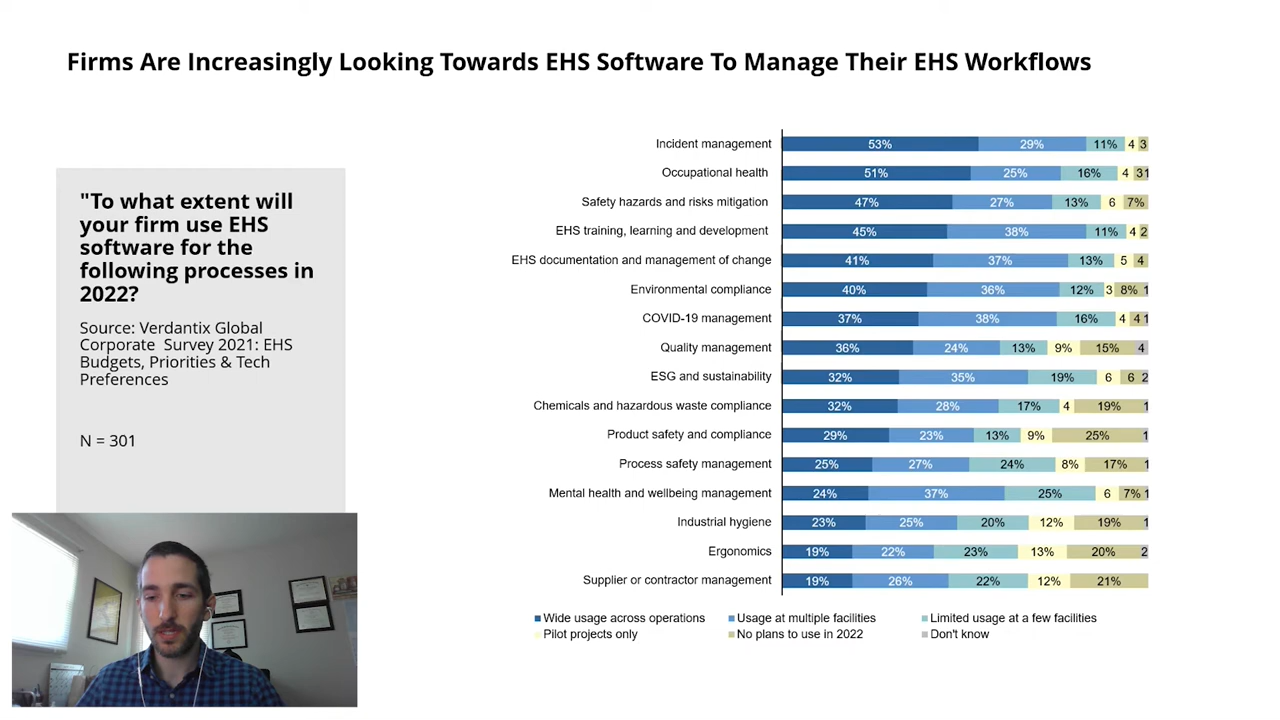 Firms Are Increasingly Looking Towards EHS Software To Manage Their EHS Workflows
"To what extent will
your firm use EHS
software for the
following processes in
2022?
Source: Verdantix Global
Corporate Survey 2021: EHS
Budgets, Priorities & Tech
Preferences
N = 301
Incident management 53% 29% 11% 4 3
Occupational health 51% 25% 16% 4 3 1
Safety hazards and risks mitigation 47% 27% 13% 6 7%
EHS training, learning and development 45% 38% 11% 4 2
EHS documentation and management of change 41% 37% 13% 5 4
Environmental compliance 40% 36% 12% 3 8% 1
COVID-19 management 37% 38% 16% 4 4 1
Quality management 36% 24% 13% 9% 15% 4
ESG and sustainability 32% 35% 19% 6 6 2
Chemicals and hazardous waste compliance 32% 28% 17% 4 19% 1
Product safety and compliance 29% 23% 13% 9% 25% 1
Process safety management 25% 27% 24% 8% 17% 1
Mental health and wellbeing management 24% 37% 25% 6 7% 1
Industrial hygiene 23% 25% 20% 12% 19% 1
Ergonomics 19% 22% 23% 13% 20% 2
Supplier or contractor management 19% 26% 22% 12% 21%
Wide usage across operations Usage at multiple facilities Limited usage at a few facilities
Pilot projects only No plans to use in 2022 Don't know